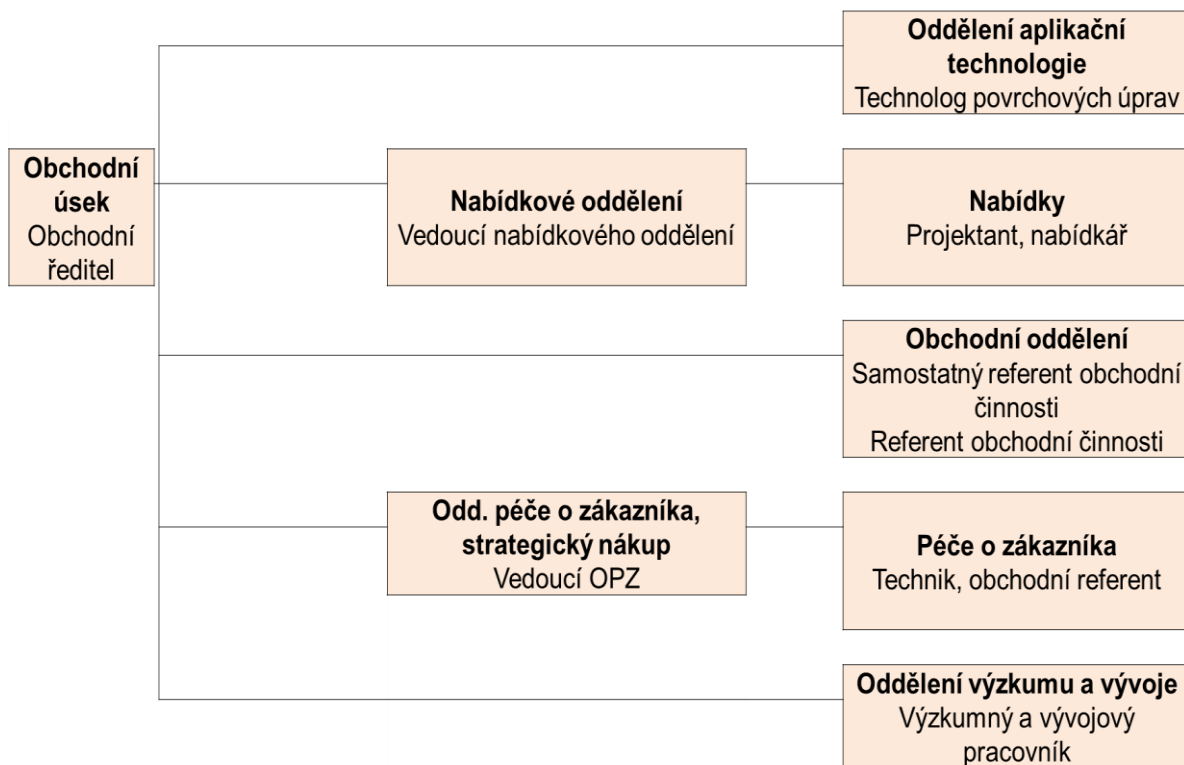 Oddělení aplikační
technologie
Technolog povrchových úprav
Obchodní
úsek
Obchodní
ředitel
Nabídkové oddělení
Vedoucí nabídkového oddělení
Nabídky
Projektant, nabídkář
Obchodní oddělení
Samostatný referent obchodní
činnosti
Referent obchodní činnosti
Odd. péče o zákazníka,
strategický nákup
Vedoucí OPZ
Péče o zákazníka
Technik, obchodní referent
Oddělení výzkumu a vývoje
Výzkumný a vývojový
pracovník